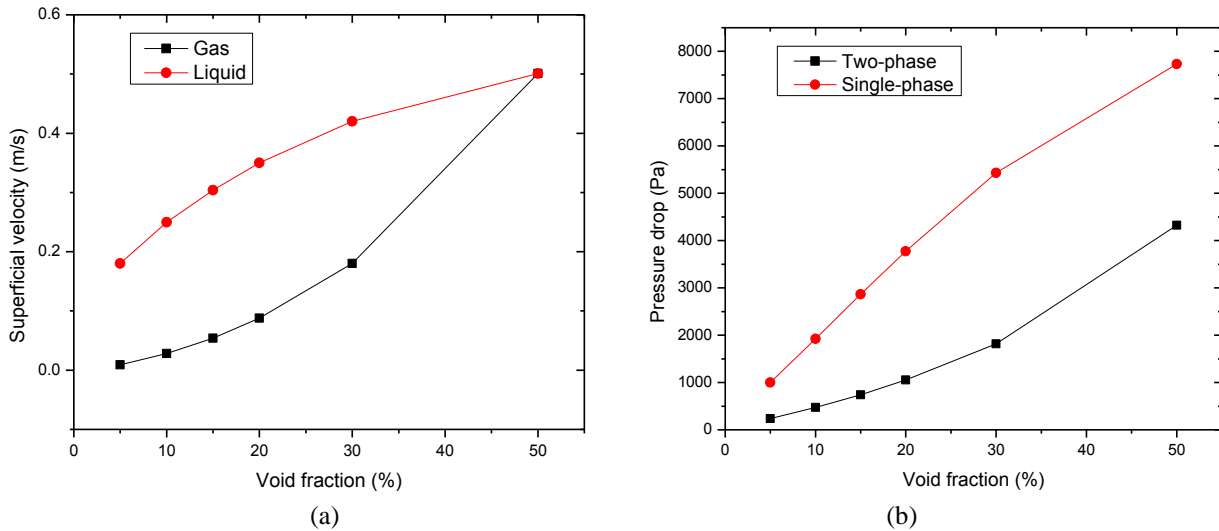 0.6
0.4
0.2
0.0
Superficial velocity (m/s)
Gas
Liquid
0
10
20
30
40
50
Void fraction (%)
(a)
8000
7000
6000
5000
4000
3000
2000
1000
0
Pressure drop (Pa)
Two-phase
Single-phase
0
10
20
30
40
50
Void fraction (%)
(b)